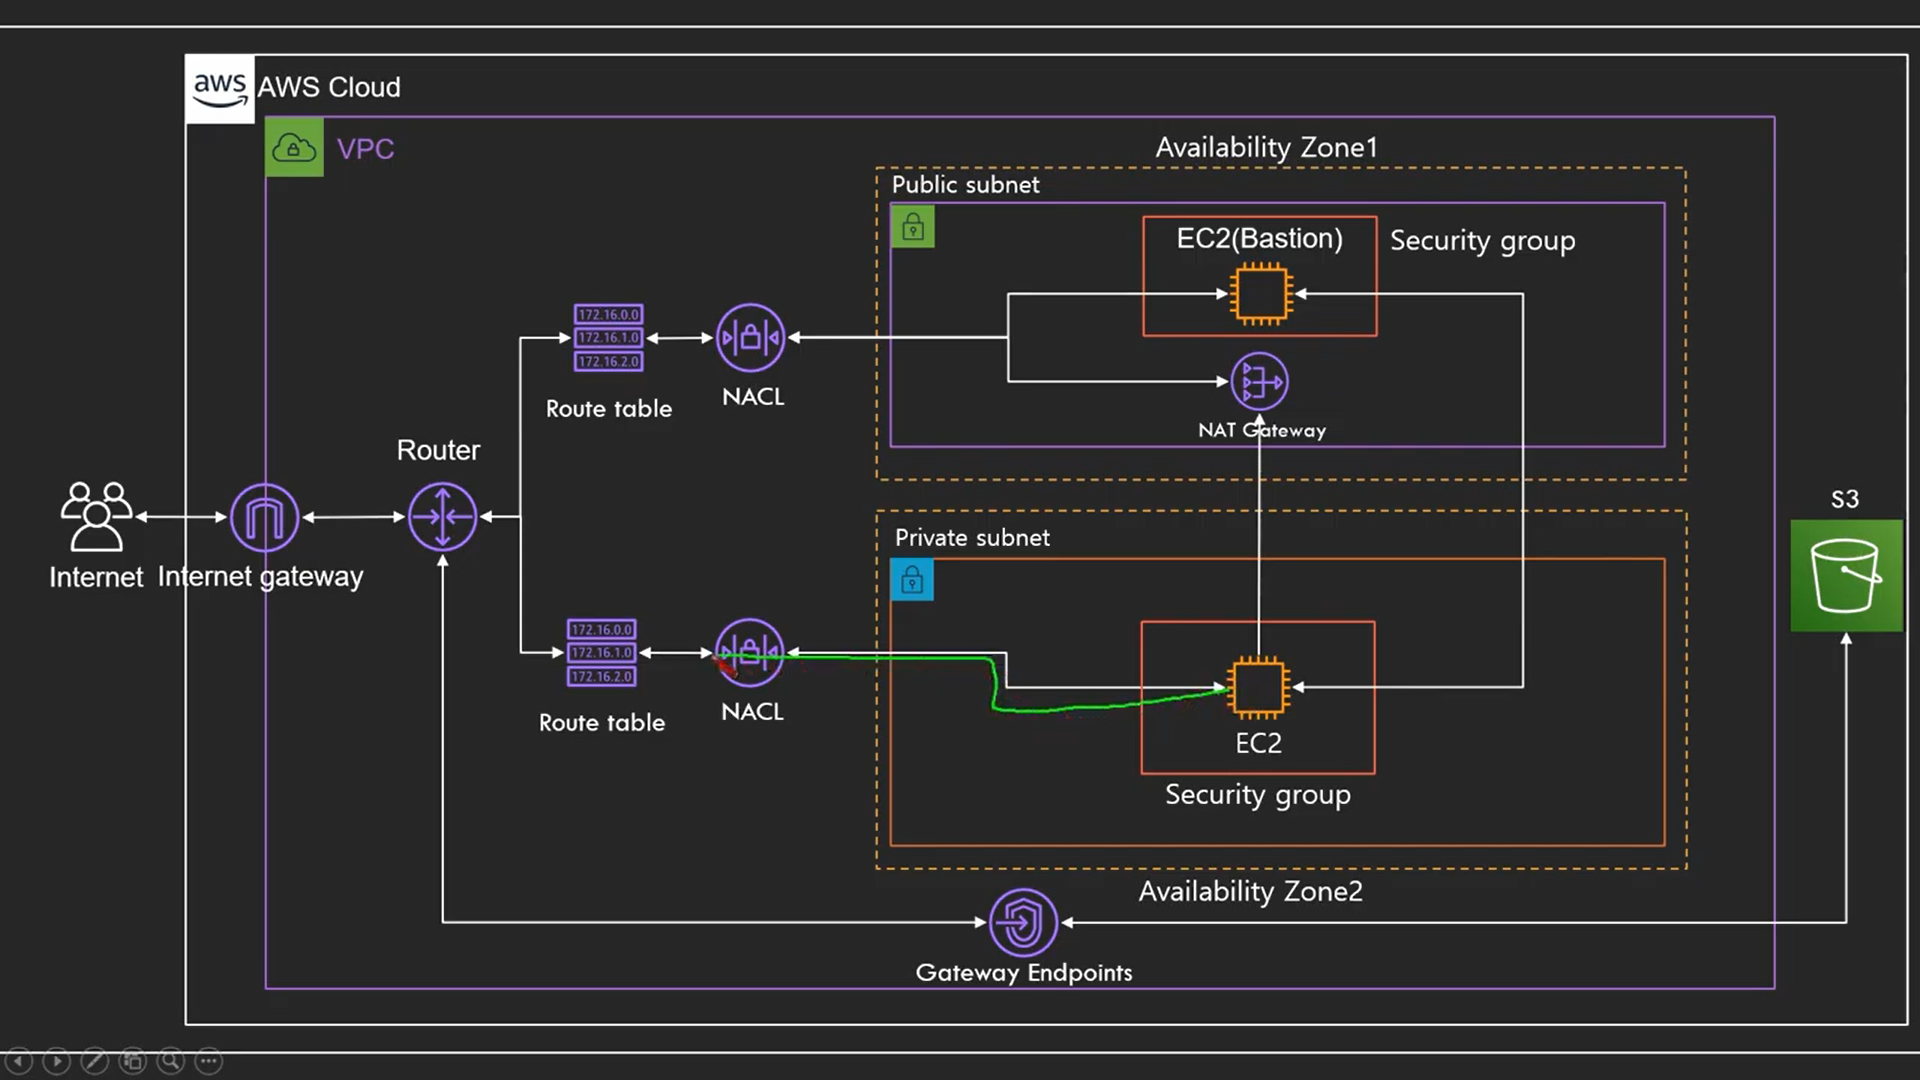 aws
AWS Cloud
VPC
Availability Zone1
Public subnet
EC2(Bastion)
Security group
172.16.0.0
172.16.1.0
172.16.2.0
Route table
NACL
NAT Gateway
Router
Internet
Internet gateway
S3
Private subnet
172.16.0.0
172.16.1.0
172.16.2.0
Route table
NACL
EC2
Security group
Availability Zone2
Gateway Endpoints